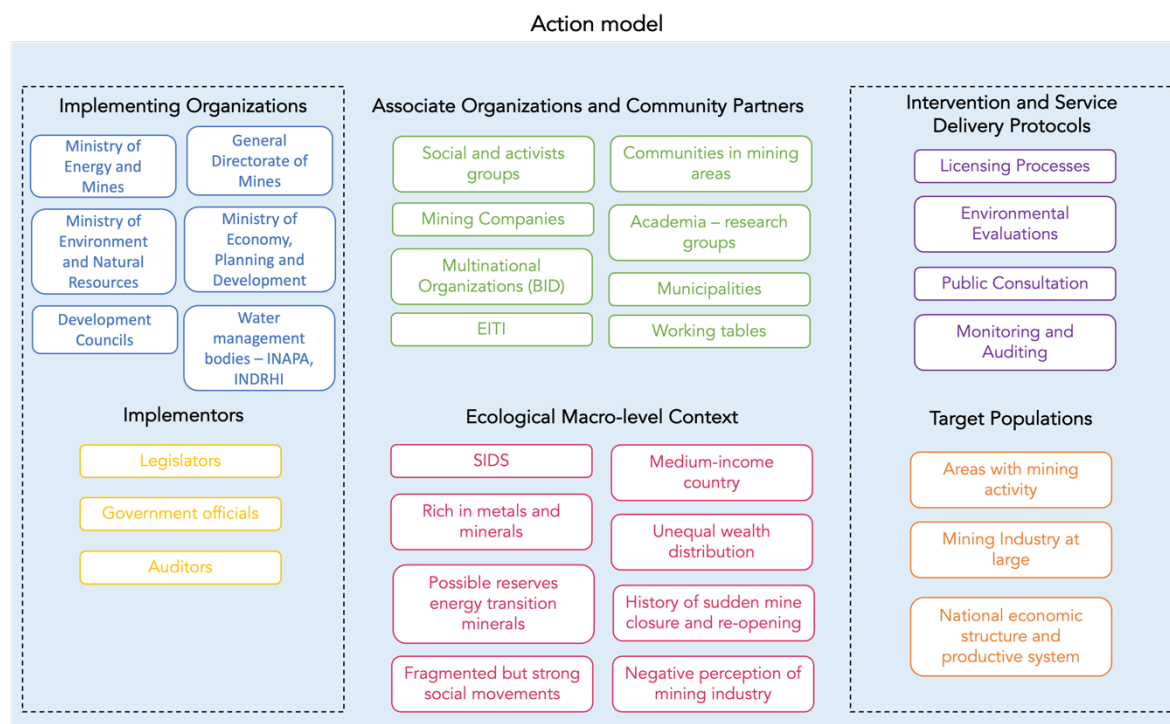 Action model
Implementing Organizations
Ministry of
Energy and
Mines
General
Directorate of
Mines
Ministry of
Environment
and Natural
Resources
Ministry of
Economy,
Planning and
Development
Development
Councils
Water
management
bodies – INAPA,
INDRHI
Implementors
Legislators
Government officials
Auditors
Associate Organizations and Community Partners
Social and activists
groups
Communities in mining
areas
Mining Companies
Academia – research
groups
Multinational
Organizations (BID)
Municipalities
EITI
Working tables
Ecological Macro-level Context
SIDS
Medium-income
country
Rich in metals and
minerals
Unequal wealth
distribution
Possible reserves
energy transition
minerals
History of sudden mine
closure and re-opening
Fragmented but strong
social movements
Negative perception of
mining industry
Intervention and Service
Delivery Protocols
Licensing Processes
Environmental
Evaluations
Public Consultation
Monitoring and
Auditing
Target Populations
Areas with mining
activity
Mining Industry at
large
National economic
structure and
productive system